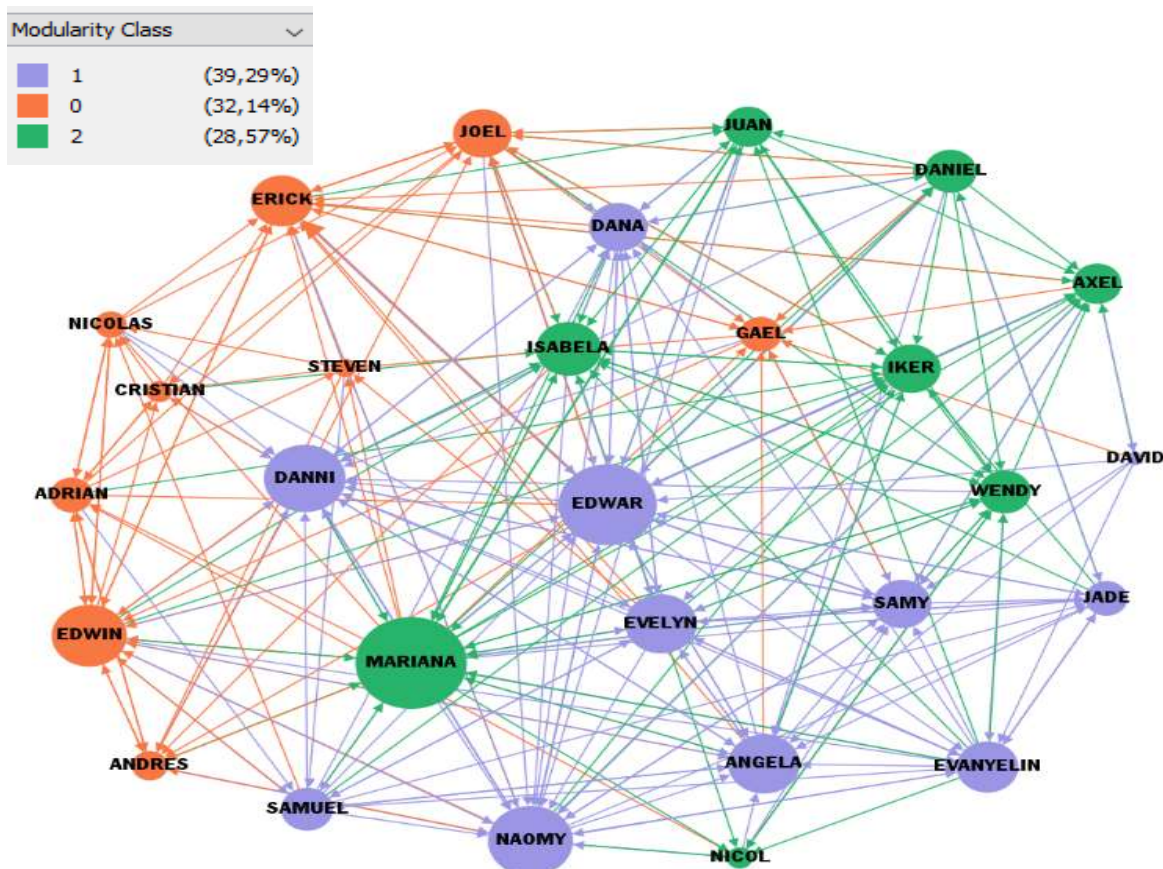 Modularity Class
1 (39,29%)
0 (32,14%)
2 (28,57%)
JOEL
JUAN
DANIEL
ERICK
DANA
AXEL
NICOLAS
GAEL
ISABELA
STEVEN
IKER
CRISTIAN
DAVID
DANNI
WENDY
ADRIAN
EDWAR
SAMY
JADE
EVELYN
EDWIN
MARIANA
ANDRES
ANGELA
EVANYELIN
SAMUEL
NAOMY
NICOL